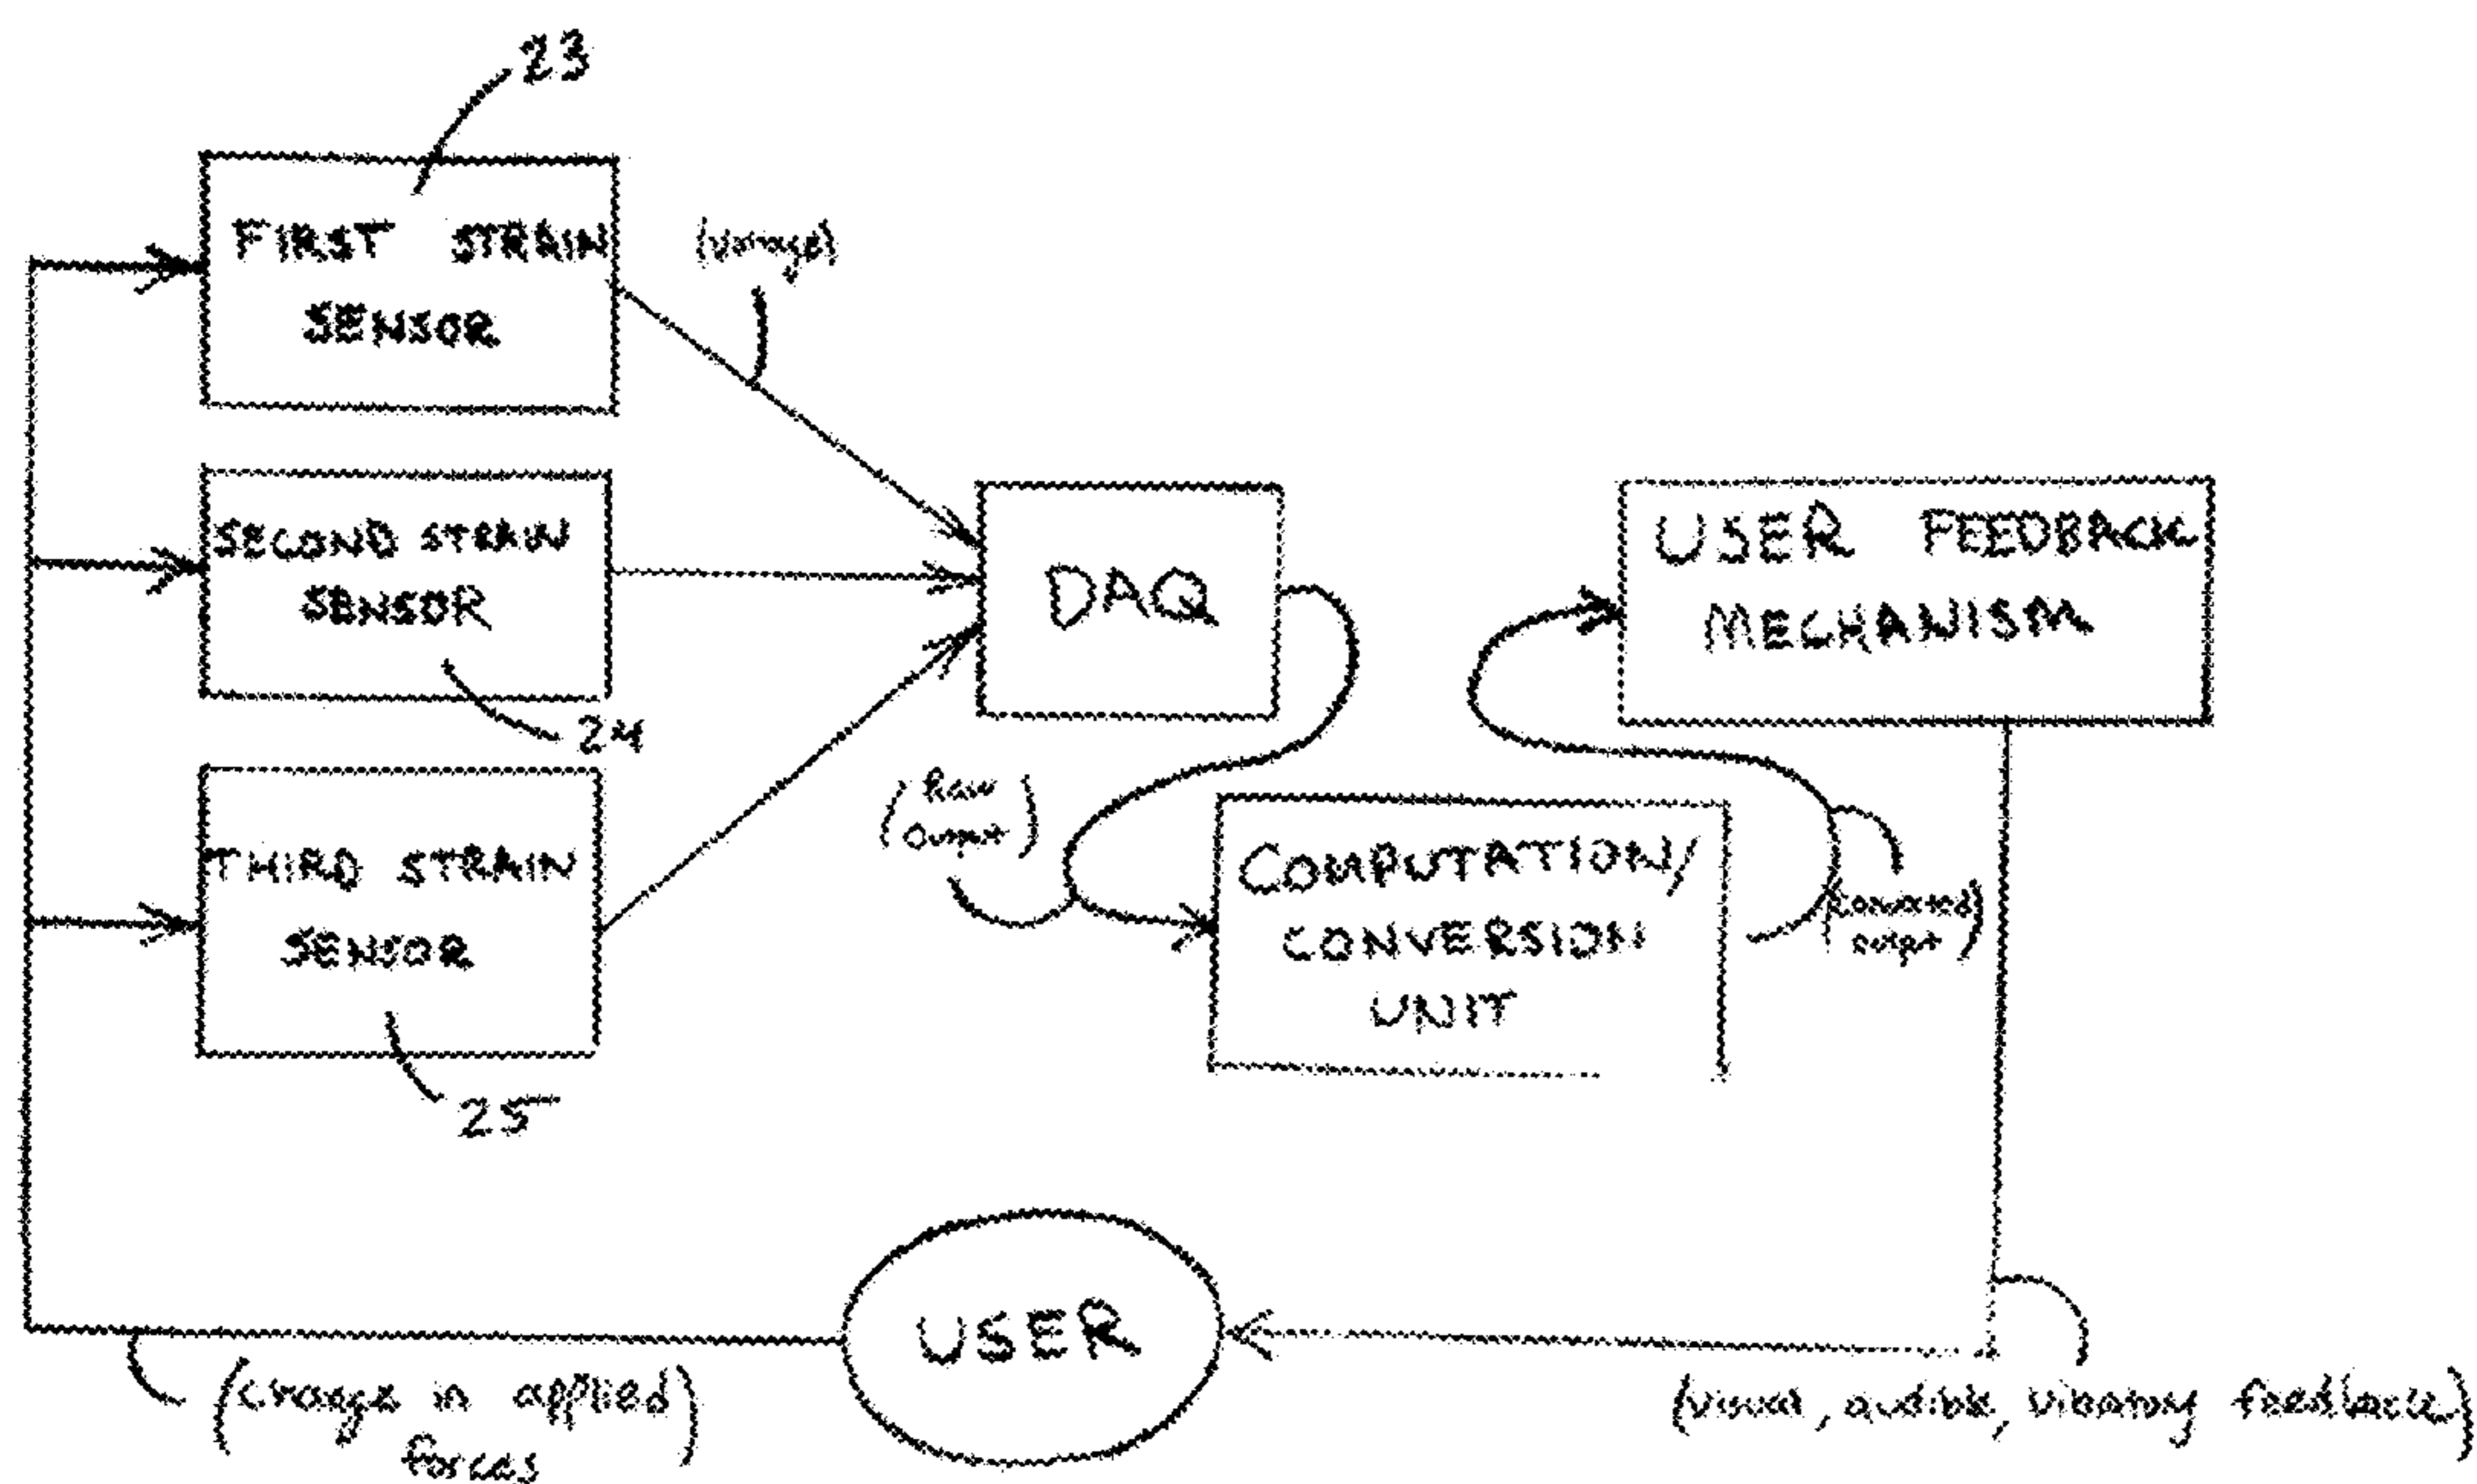 23
FIRST STRAIN
SENSOR
(Voltage)
SECOND STRAIN
SENSOR
24
THIRD STRAIN
SENSOR
25
DAQ
(Raw
Output)
USER FEEDBACK
MECHANISM
COMPUTATION/
CONVERSION
UNIT
(Converted
output)
USER
(change in applied
forces)
(visual, audible, vibratory feedback)